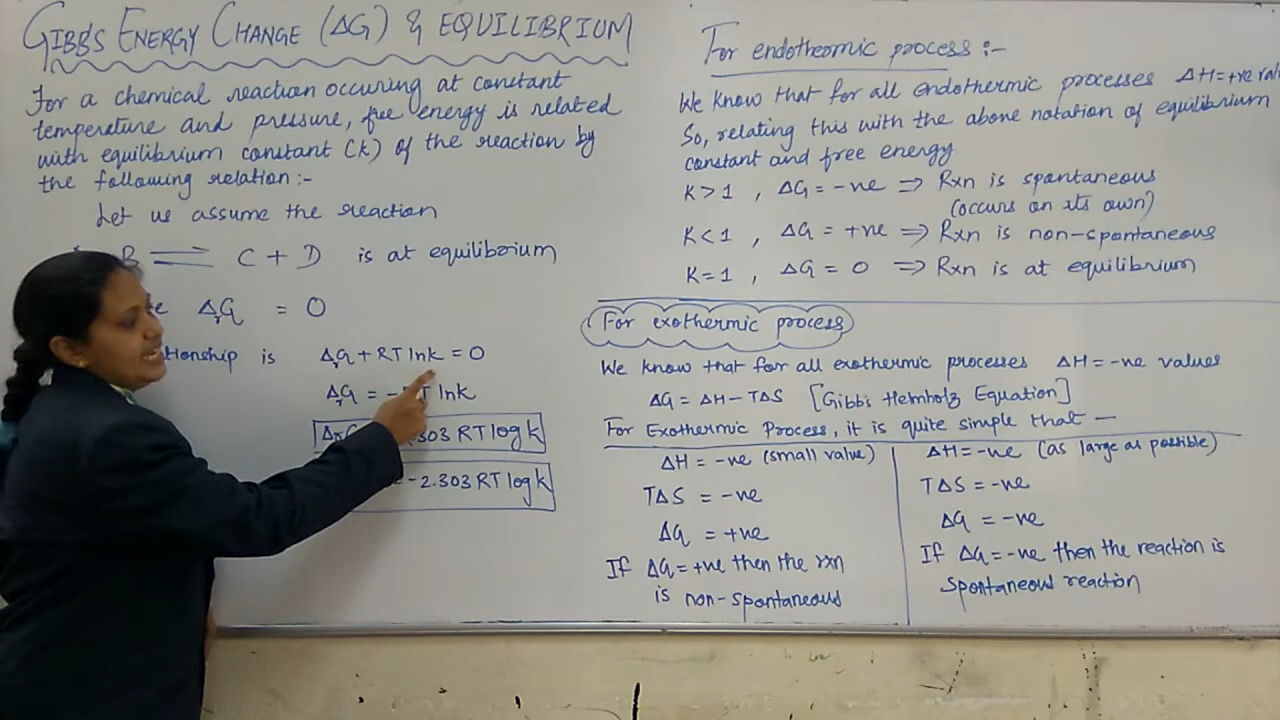 GIBB'S ENERGY CHANGE (ΔG) & EQUILIBRIUM
For a chemical reaction occuring at constant
temperature and pressure, free energy is related
with equilibrium constant (k) of the reaction by
the following relation:-
Let us assume the reaction
B ⇌ C + D is at equilibrium
ΔrG = 0
is ΔrG + RT lnk = 0
ΔrG = - RT lnk
303 RT log k
-2.303 RT log k
For endothermic process :-
We know that for all endothermic processes ΔH = +ve
So, relating this with the above notation of equilibrium
constant and free energy
K > 1 , ΔG = -ve ⇒ Rxn is spontaneous
(occurs on its own)
K < 1 , ΔG = +ve ⇒ Rxn is non-spontaneous
K = 1 , ΔG = 0 ⇒ Rxn is at equilibrium
For exothermic process
We know that for all exothermic processes ΔH = -ve values
ΔG = ΔH - TΔS [Gibb's Helmholz Equation]
For Exothermic Process, it is quite simple that —
ΔH = -ve (small value)
TΔS = -ve
ΔG = +ve
If ΔG = +ve then the rxn
is non-spontaneous
ΔH = -ve (as large as possible)
TΔS = -ve
ΔG = -ve
If ΔG = -ve then the reaction is
Spontaneous reaction